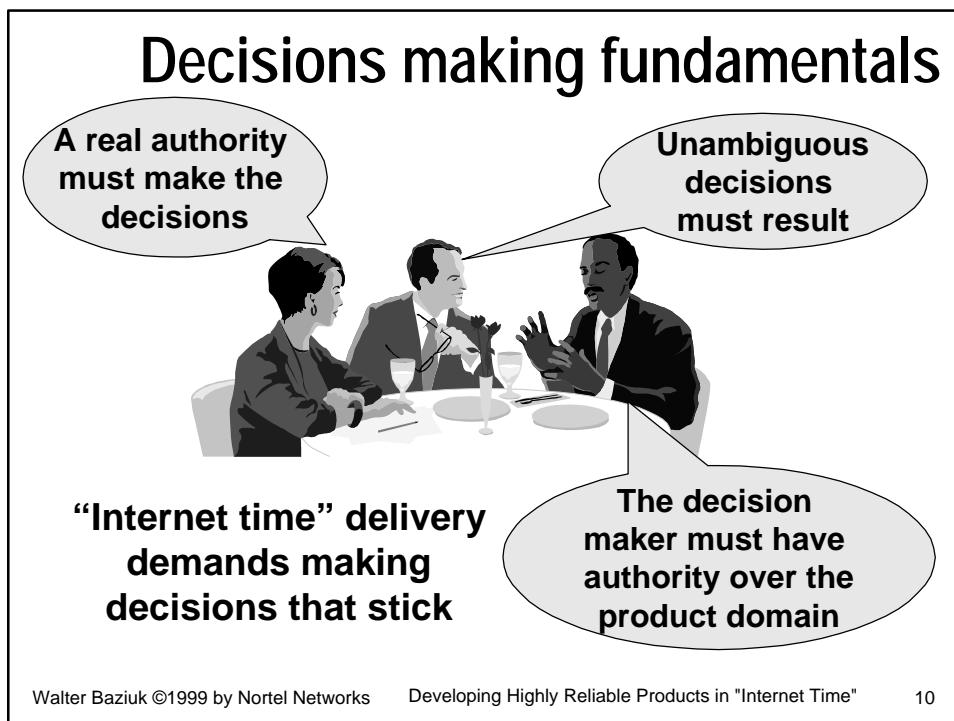 Decisions making fundamentals
A real authority
must make the
decisions
Unambiguous
decisions
must result
“Internet time” delivery
demands making
decisions that stick
The decision
maker must have
authority over the
product domain
Walter Baziuk ©1999 by Nortel Networks
Developing Highly Reliable Products in "Internet Time"
10